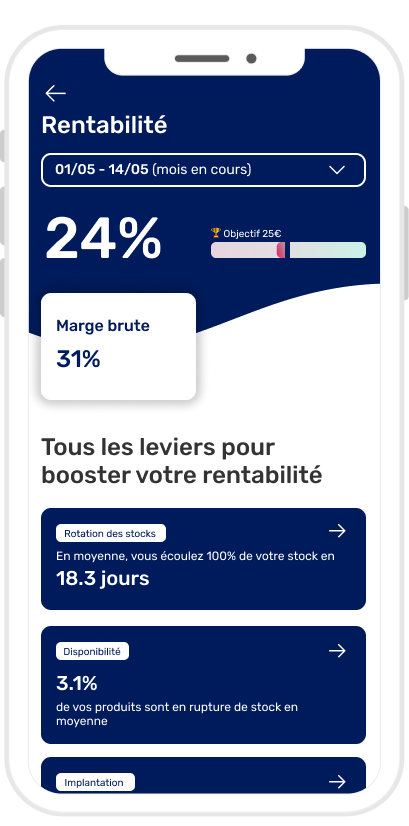 Rentabilité
01/05 - 14/05 (mois en cours)
24%
🏆 Objectif 25€
Marge brute
31%
Tous les leviers pour
booster votre rentabilité
Rotation des stocks
En moyenne, vous écoulez 100% de votre stock en
18.3 jours
Disponibilité
3.1%
de vos produits sont en rupture de stock en
moyenne
Implantation